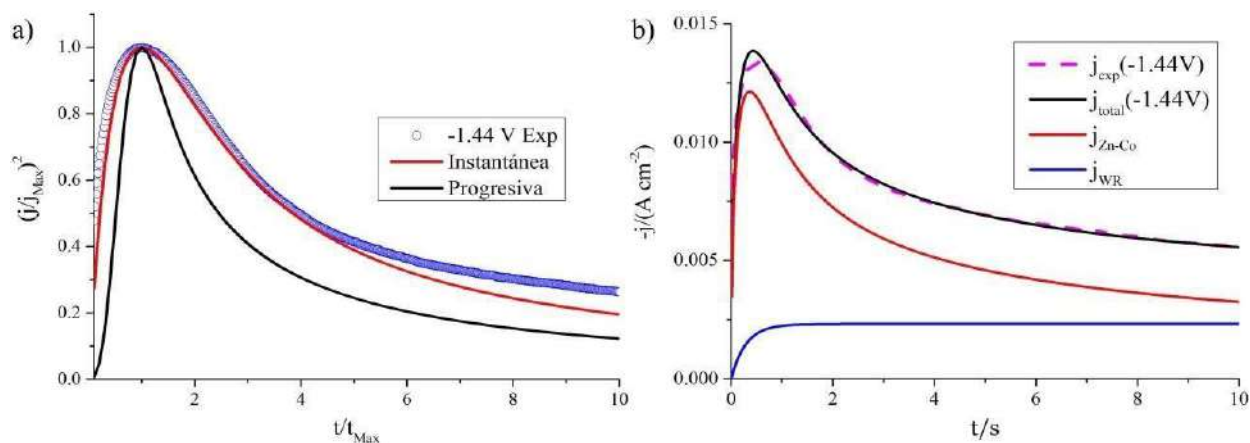 a)
(j/j_Max)²
1.0
0.8
0.6
0.4
0.2
0.0
-1.44 V Exp
Instantánea
Progresiva
2
4
6
8
10
t/t_Max
b)
-j/(A cm⁻²)
0.015
0.010
0.005
0.000
j_exp(-1.44V)
j_total(-1.44V)
j_Zn-Co
j_WR
0
2
4
6
8
10
t/s